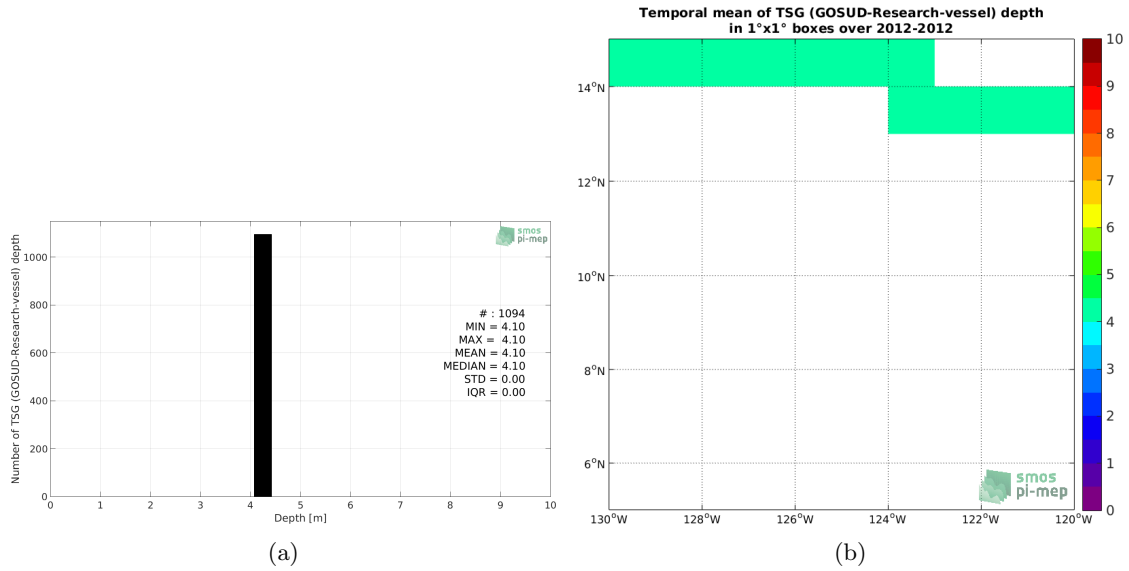 Number of TSG (GOSUD-Research-vessel) depth
1000
800
600
400
200
0
smos
pi-mep
# : 1094
MIN = 4.10
MAX = 4.10
MEAN = 4.10
MEDIAN = 4.10
STD = 0.00
IQR = 0.00
0 1 2 3 4 5 6 7 8 9 10
Depth [m]
(a)
Temporal mean of TSG (GOSUD-Research-vessel) depth
in 1°x1° boxes over 2012-2012
14°N
12°N
10°N
8°N
6°N
130°W 128°W 126°W 124°W 122°W 120°W
smos
pi-mep
10
9
8
7
6
5
4
3
2
1
0
(b)